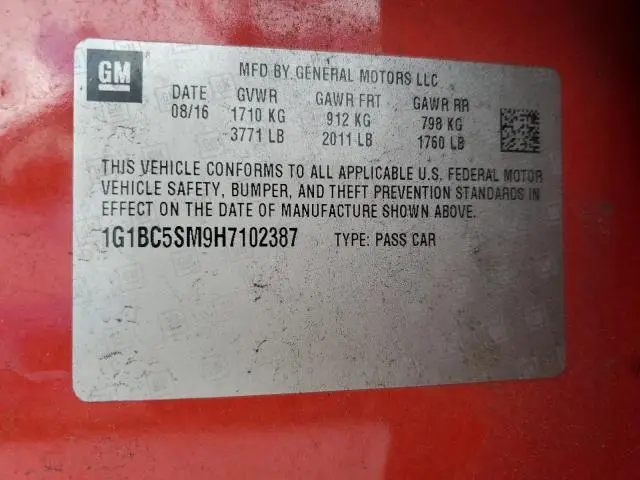 GM
MFD BY GENERAL MOTORS LLC
DATE GVWR GAWR FRT GAWR RR
08/16 1710 KG 912 KG 798 KG
3771 LB 2011 LB 1760 LB
THIS VEHICLE CONFORMS TO ALL APPLICABLE U.S. FEDERAL MOTOR
VEHICLE SAFETY, BUMPER, AND THEFT PREVENTION STANDARDS IN
EFFECT ON THE DATE OF MANUFACTURE SHOWN ABOVE.
1G1BC5SM9H7102387 TYPE: PASS CAR